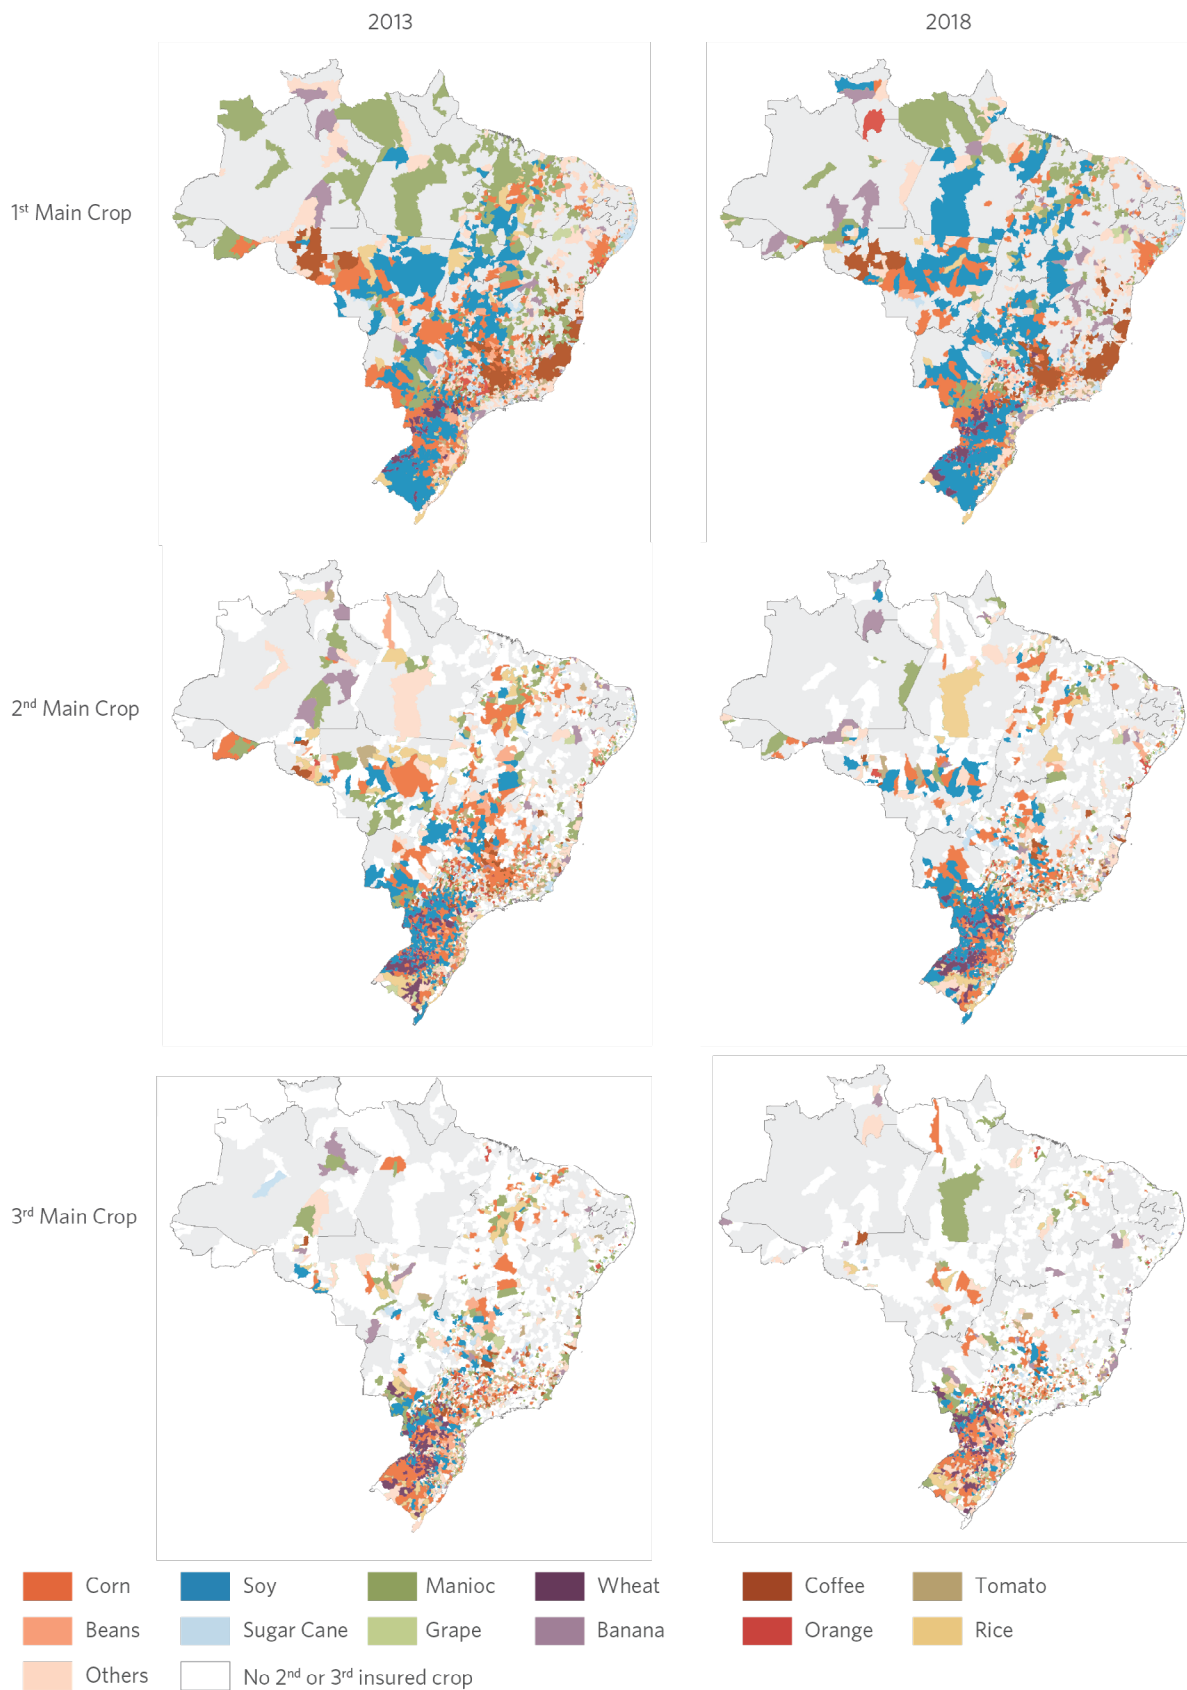 2013 2018
1st Main Crop
2nd Main Crop
3rd Main Crop
Corn Soy Manioc Wheat Coffee Tomato
Beans Sugar Cane Grape Banana Orange Rice
Others No 2nd or 3rd insured crop